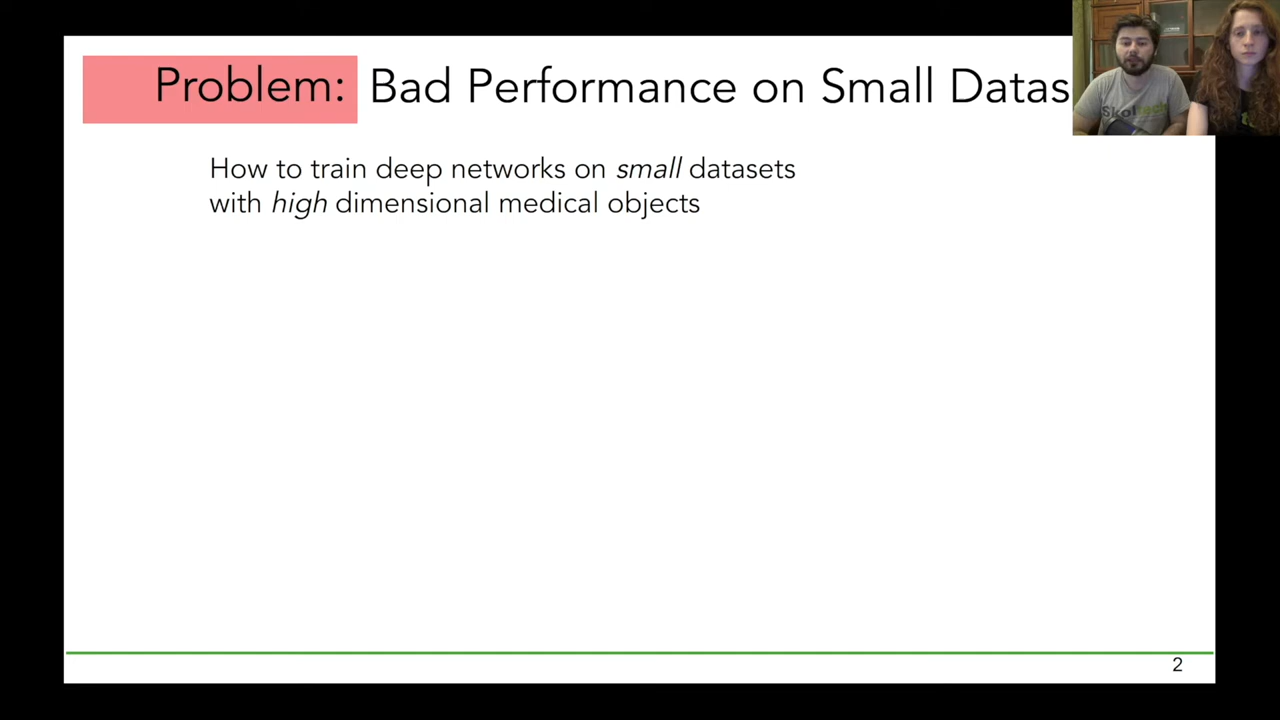 Problem: Bad Performance on Small Datas
How to train deep networks on small datasets
with high dimensional medical objects
2